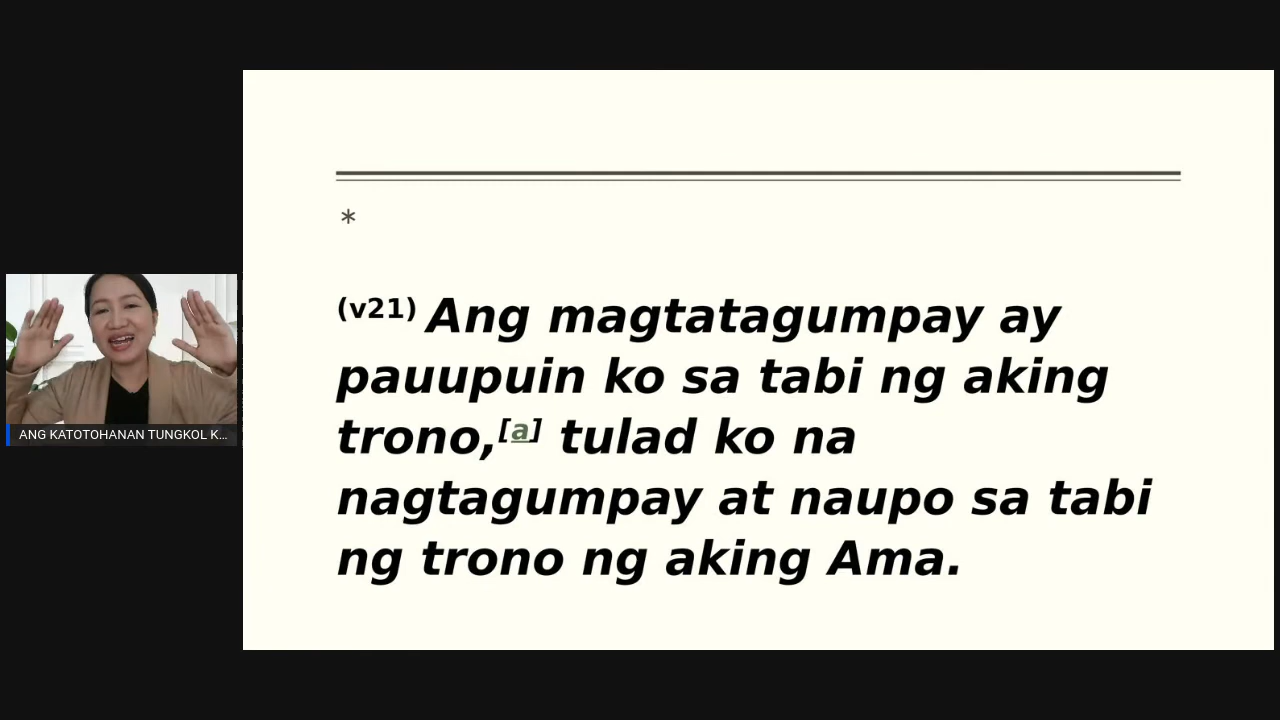 *
(v21) Ang magtatagumpay ay
pauupuin ko sa tabi ng aking
trono,[a] tulad ko na
nagtagumpay at naupo sa tabi
ng trono ng aking Ama.
ANG KATOTOHANAN TUNGKOL K...